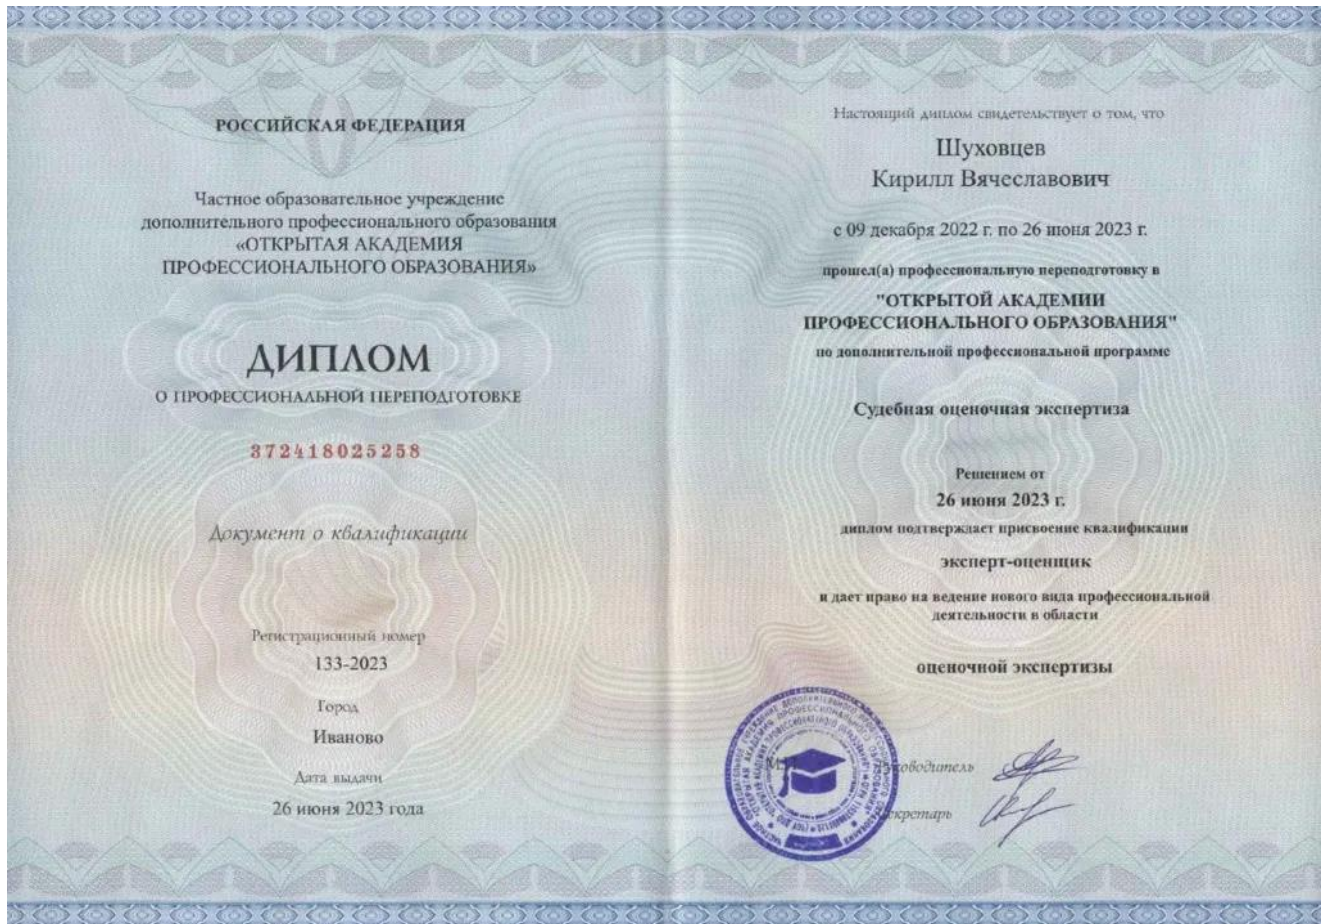 РОССИЙСКАЯ ФЕДЕРАЦИЯ
Частное образовательное учреждение
дополнительного профессионального образования
«ОТКРЫТАЯ АКАДЕМИЯ
ПРОФЕССИОНАЛЬНОГО ОБРАЗОВАНИЯ»
ДИПЛОМ
О ПРОФЕССИОНАЛЬНОЙ ПЕРЕПОДГОТОВКЕ
372418025258
Документ о квалификации
Регистрационный номер
133-2023
Город
Иваново
Дата выдачи
26 июня 2023 года
Настоящий диплом свидетельствует о том, что
Шуховцев
Кирилл Вячеславович
с 09 декабря 2022 г. по 26 июня 2023 г.
прошел(а) профессиональную переподготовку в
"ОТКРЫТОЙ АКАДЕМИИ
ПРОФЕССИОНАЛЬНОГО ОБРАЗОВАНИЯ"
по дополнительной профессиональной программе
Судебная оценочная экспертиза
Решением от
26 июня 2023 г.
диплом подтверждает присвоение квалификации
эксперт-оценщик
и дает право на ведение нового вида профессиональной
деятельности в области
оценочной экспертизы
Руководитель
Секретарь